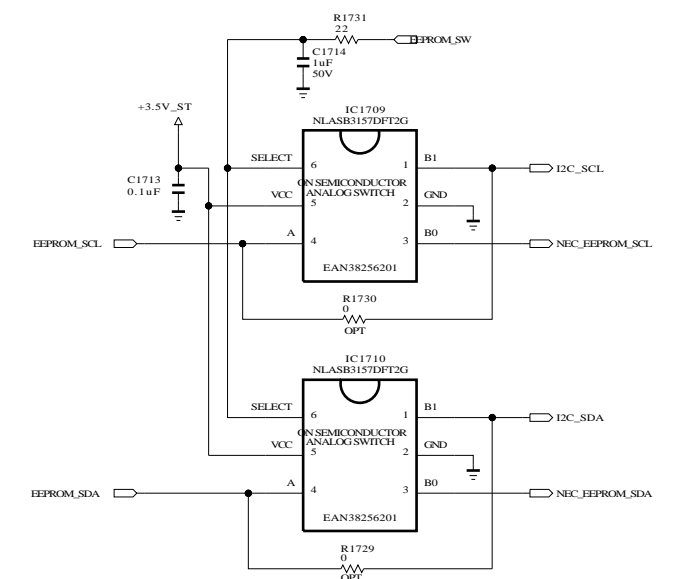 R1731
22
EEPROM_SW
C1714
1uF
50V
+3.5V_ST
IC1709
NLASB3157DFT2G
C1713
0.1uF
SELECT
6
1
B1
I2C_SCL
ON SEMICONDUCTOR
ANALOG SWITCH
VCC
5
2
GND
EEPROM_SCL
A
4
3
B0
NEC_EEPROM_SCL
EAN38256201
R1730
0
OPT
IC1710
NLASB3157DFT2G
SELECT
6
1
B1
I2C_SDA
ON SEMICONDUCTOR
ANALOG SWITCH
VCC
5
2
GND
EEPROM_SDA
A
4
3
B0
NEC_EEPROM_SDA
EAN38256201
R1729
0
OPT